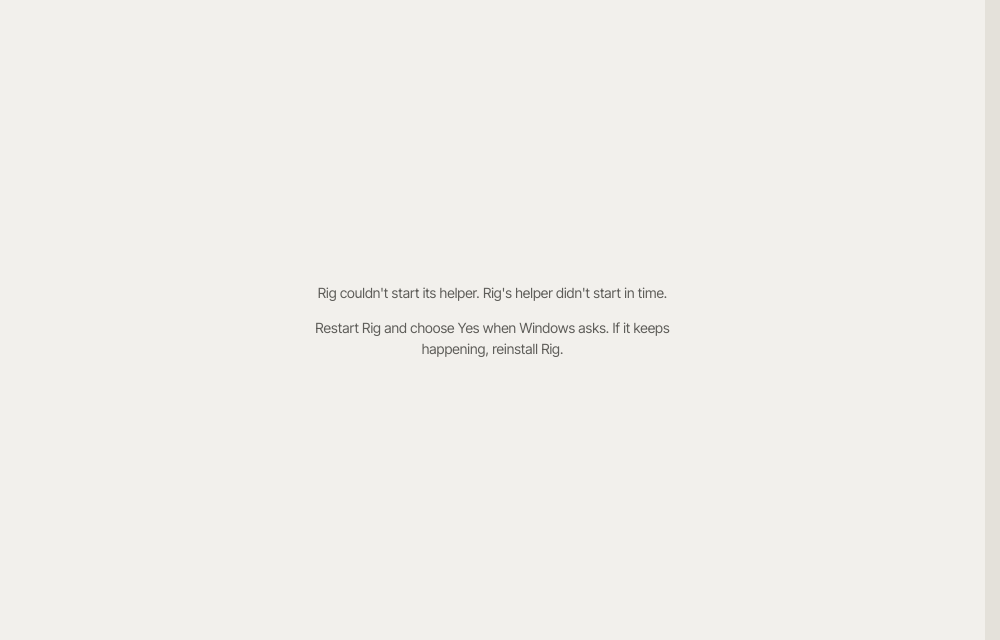 Rig couldn't start its helper. Rig's helper didn't start in time.
Restart Rig and choose Yes when Windows asks. If it keeps
happening, reinstall Rig.